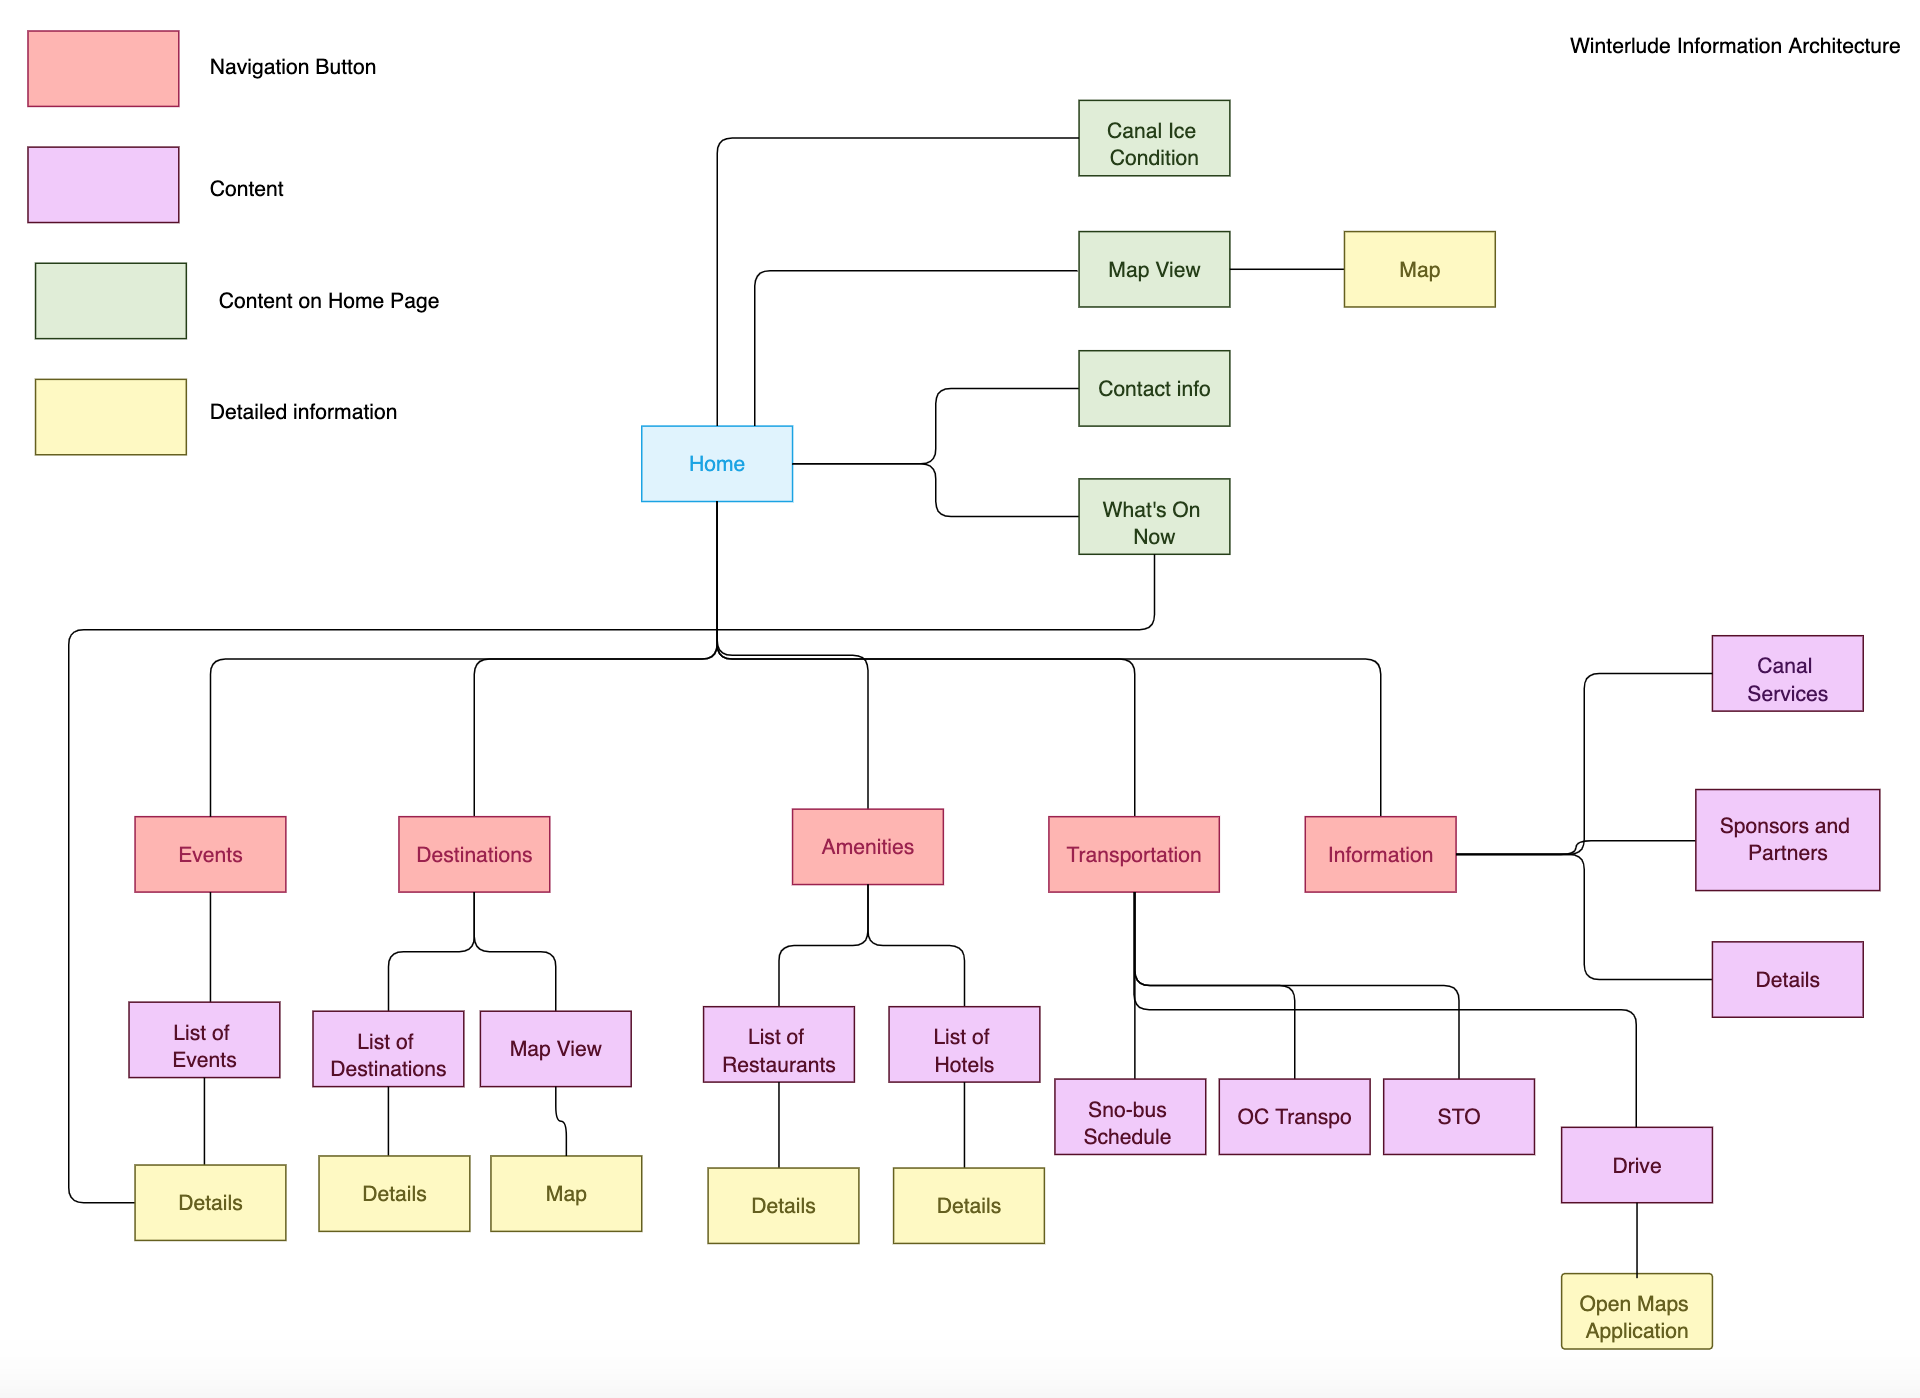 Winterlude Information Architecture
Navigation Button
Content
Content on Home Page
Detailed information
Canal Ice
Condition
Map View
Map
Contact info
Home
What's On
Now
Canal
Services
Sponsors and
Partners
Details
Events
Destinations
Amenities
Transportation
Information
List of
Events
List of
Destinations
Map View
List of
Restaurants
List of
Hotels
Sno-bus
Schedule
OC Transpo
STO
Drive
Details
Details
Map
Details
Details
Open Maps
Application